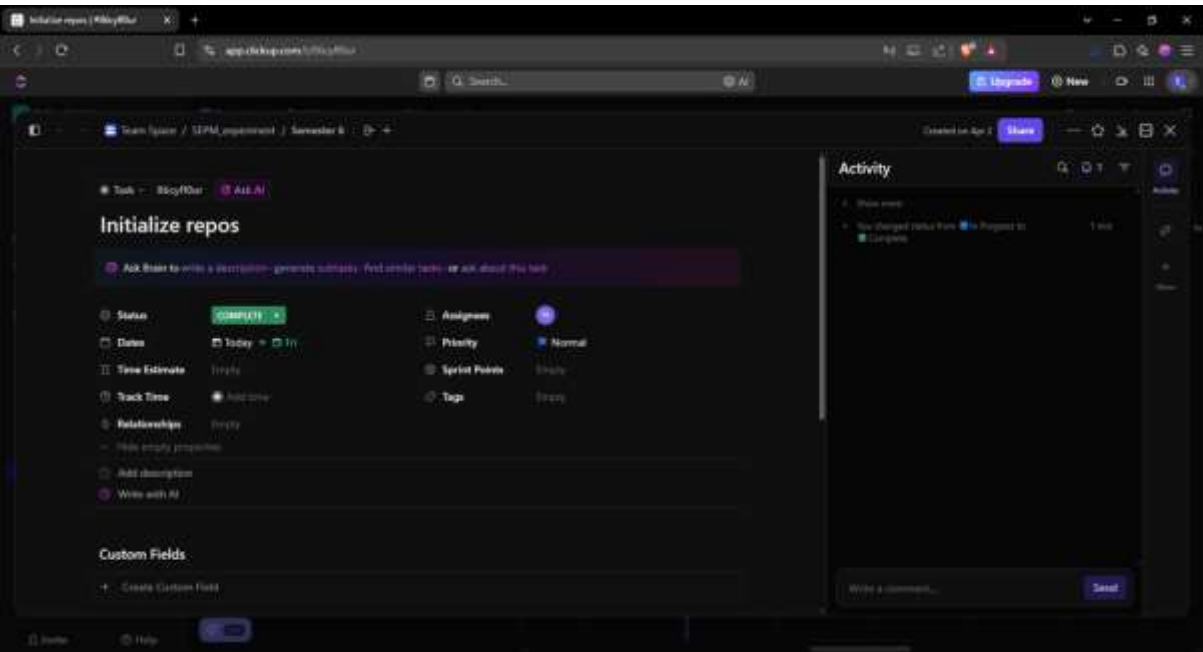 Initialize repos |
app.clickup.com/
Search...
AI
Upgrade
New
Team Space / SEPM_experiment / Semester 6
Created on Apr 2
Share
Task
Ask AI
Initialize repos
Ask Brain to write a description generate subtasks find similar tasks or ask about this task
Status
COMPLETE
Assignees
Dates
Today
Fri
Priority
Normal
Time Estimate
Empty
Sprint Points
Empty
Track Time
Add time
Tags
Empty
Relationships
Empty
Hide empty properties
Add description
Write with AI
Custom Fields
Create Custom Field
Activity
1
Show more
You changed status from In Progress to
Complete
1 min
Write a comment...
Send
Activity
Invite
Help